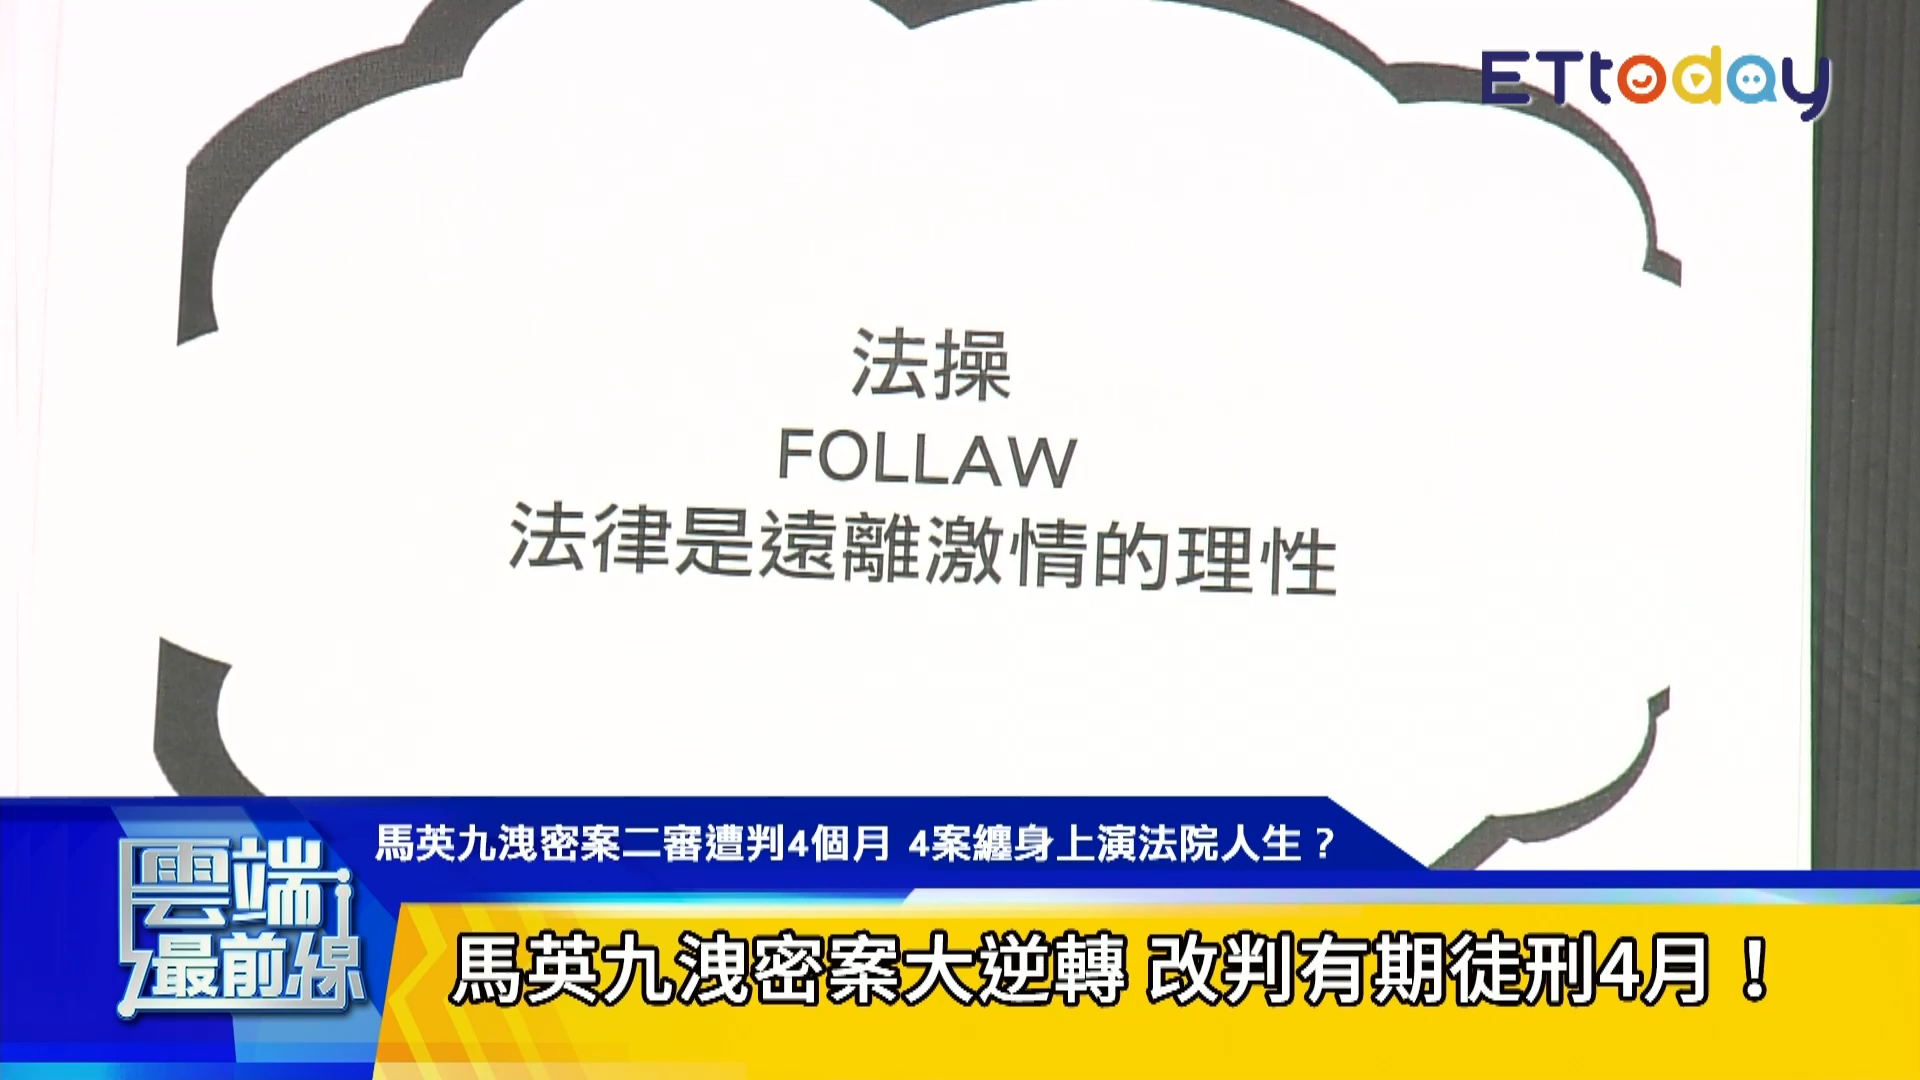 ETtoday
法操
FOLLAW
法律是遠離激情的理性
馬英九洩密案二審遭判4個月 4案纏身上演法院人生？
雲端
最前線
馬英九洩密案大逆轉 改判有期徒刑4月！